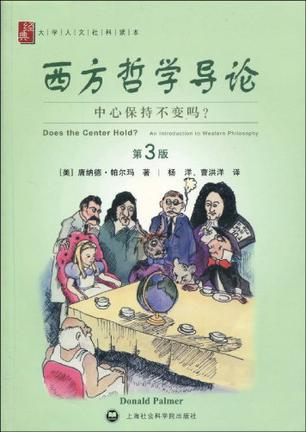 经典
大学人文社科读本
西方哲学导论
中心保持不变吗?
Does the Center Hold? An Introduction to Western Philosophy
第3版
[美] 唐纳德·帕尔玛 著 / 杨 洋、曹洪洋 译
Donald Palmer
上海社会科学院出版社